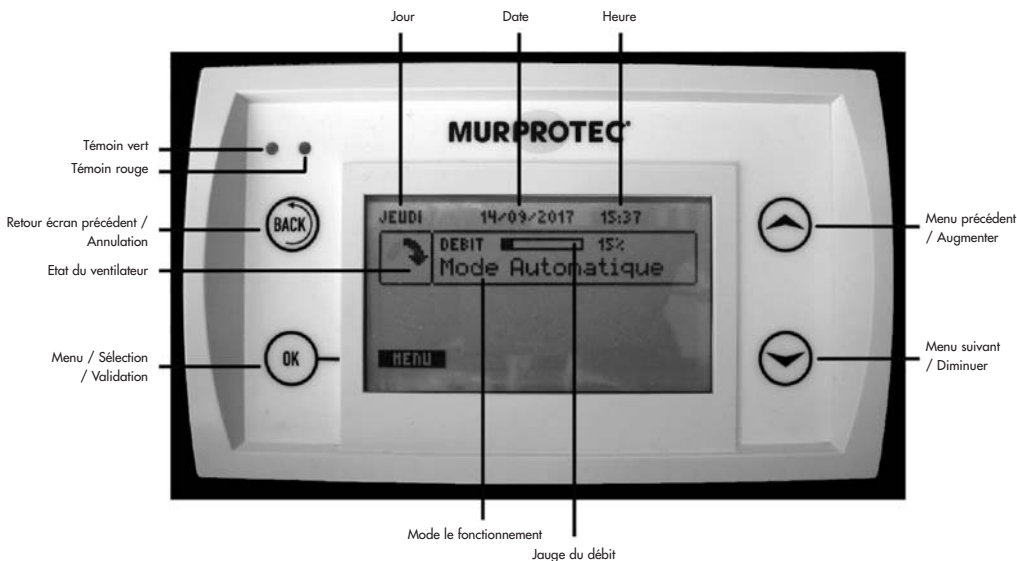 Jour
Date
Heure
MURPROTEC
Témoin vert
Témoin rouge
BACK
Retour écran précédent /
Annulation
Etat du ventilateur
JEUDI 14/09/2017 15:37
DEBIT 15%
Mode Automatique
Menu précédent
/ Augmenter
OK
Menu / Sélection
/ Validation
MENU
Menu suivant
/ Diminuer
Mode le fonctionnement
Jauge du débit